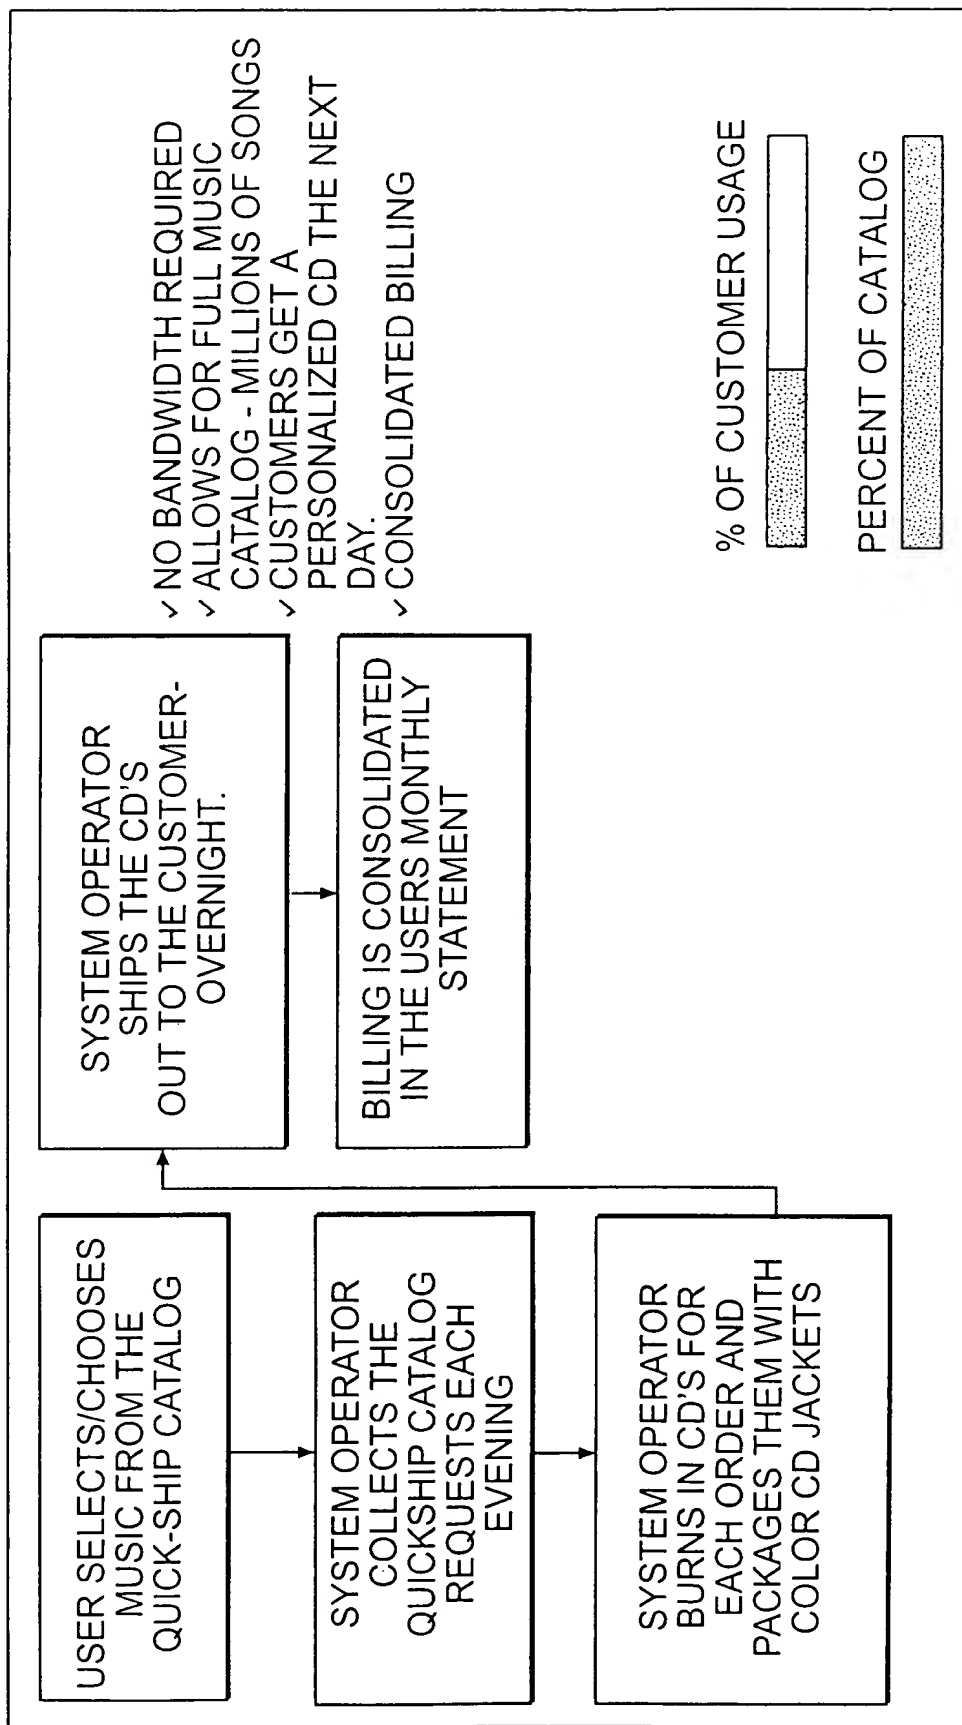 USER SELECTS/CHOOSES
MUSIC FROM THE
QUICK-SHIP CATALOG
SYSTEM OPERATOR
COLLECTS THE
QUICKSHIP CATALOG
REQUESTS EACH
EVENING
SYSTEM OPERATOR
BURNS IN CD'S FOR
EACH ORDER AND
PACKAGES THEM WITH
COLOR CD JACKETS
SYSTEM OPERATOR
SHIPS THE CD'S
OUT TO THE CUSTOMER-
OVERNIGHT.
BILLING IS CONSOLIDATED
IN THE USERS MONTHLY
STATEMENT
✓ NO BANDWIDTH REQUIRED
✓ ALLOWS FOR FULL MUSIC
CATALOG - MILLIONS OF SONGS
✓ CUSTOMERS GET A
PERSONALIZED CD THE NEXT
DAY.
✓ CONSOLIDATED BILLING
% OF CUSTOMER USAGE
PERCENT OF CATALOG